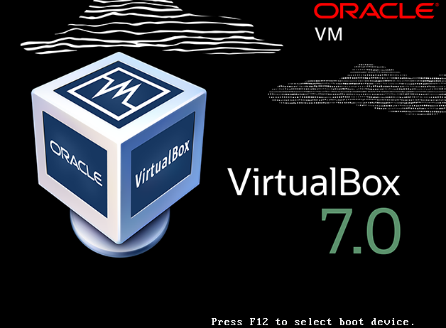 ORACLE
VM
ORACLE
VirtualBox
VirtualBox
7.0
Press F12 to select boot device.